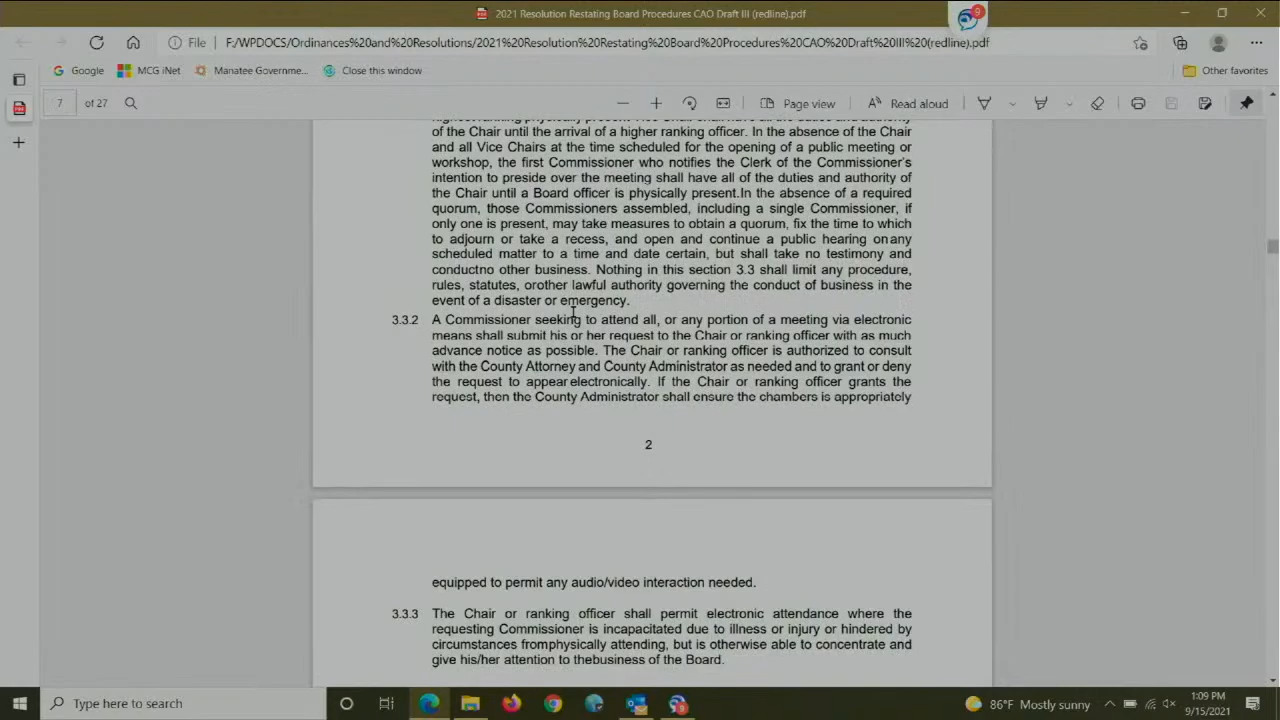 2021 Resolution Restating Board Procedures CAO Draft III (redline).pdf
9
File F:/WPDOCS/Ordinances%20and%20Resolutions/2021%20Resolution%20Restating%20Board%20Procedures%20CAO%20Draft%20III%20(redline).pdf
Google MCG iNet Manatee Governme... Close this window Other favorites
7 of 27 Page view Read aloud
of the Chair until the arrival of a higher ranking officer. In the absence of the Chair
and all Vice Chairs at the time scheduled for the opening of a public meeting or
workshop, the first Commissioner who notifies the Clerk of the Commissioner's
intention to preside over the meeting shall have all of the duties and authority of
the Chair until a Board officer is physically present.In the absence of a required
quorum, those Commissioners assembled, including a single Commissioner, if
only one is present, may take measures to obtain a quorum, fix the time to which
to adjourn or take a recess, and open and continue a public hearing onany
scheduled matter to a time and date certain, but shall take no testimony and
conductno other business. Nothing in this section 3.3 shall limit any procedure,
rules, statutes, orother lawful authority governing the conduct of business in the
event of a disaster or emergency.
3.3.2 A Commissioner seeking to attend all, or any portion of a meeting via electronic
means shall submit his or her request to the Chair or ranking officer with as much
advance notice as possible. The Chair or ranking officer is authorized to consult
with the County Attorney and County Administrator as needed and to grant or deny
the request to appear electronically. If the Chair or ranking officer grants the
request, then the County Administrator shall ensure the chambers is appropriately
2
equipped to permit any audio/video interaction needed.
3.3.3 The Chair or ranking officer shall permit electronic attendance where the
requesting Commissioner is incapacitated due to illness or injury or hindered by
circumstances fromphysically attending, but is otherwise able to concentrate and
give his/her attention to thebusiness of the Board.
Type here to search 86°F Mostly sunny 1:09 PM
9/15/2021